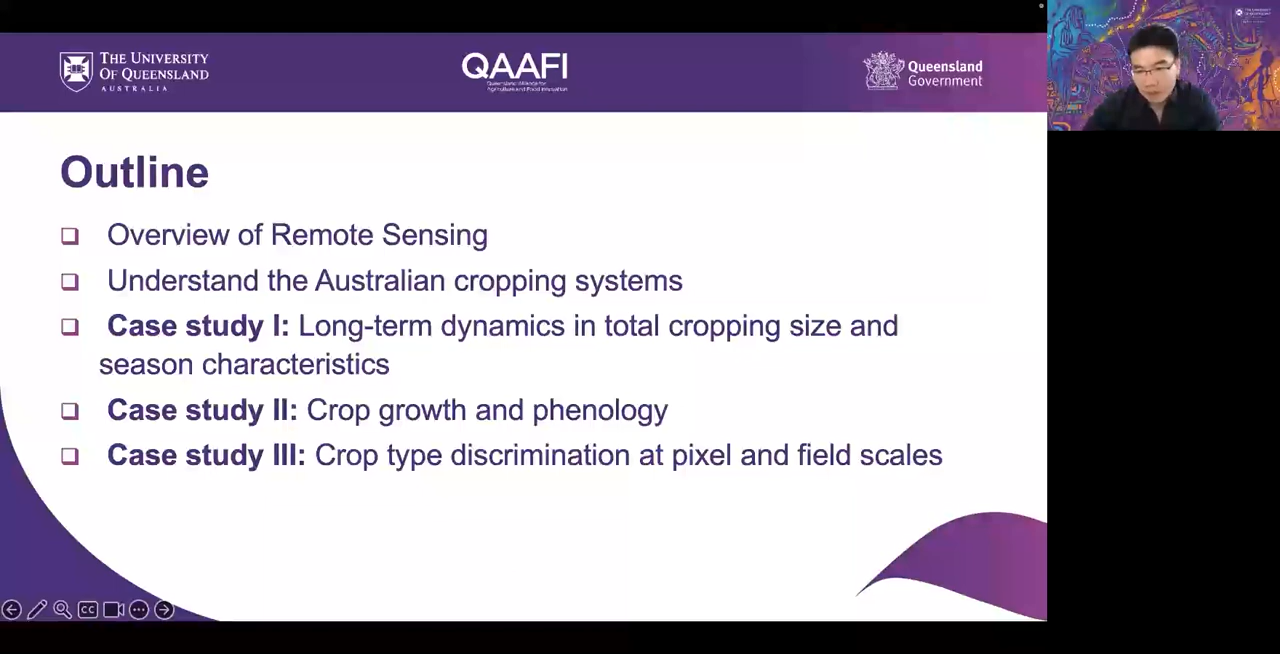 THE UNIVERSITY
OF QUEENSLAND
AUSTRALIA
QAAFI
Queensland Alliance for
Agriculture and Food Innovation
Queensland
Government
Outline
Overview of Remote Sensing
Understand the Australian cropping systems
Case study I: Long-term dynamics in total cropping size and
season characteristics
Case study II: Crop growth and phenology
Case study III: Crop type discrimination at pixel and field scales
CC